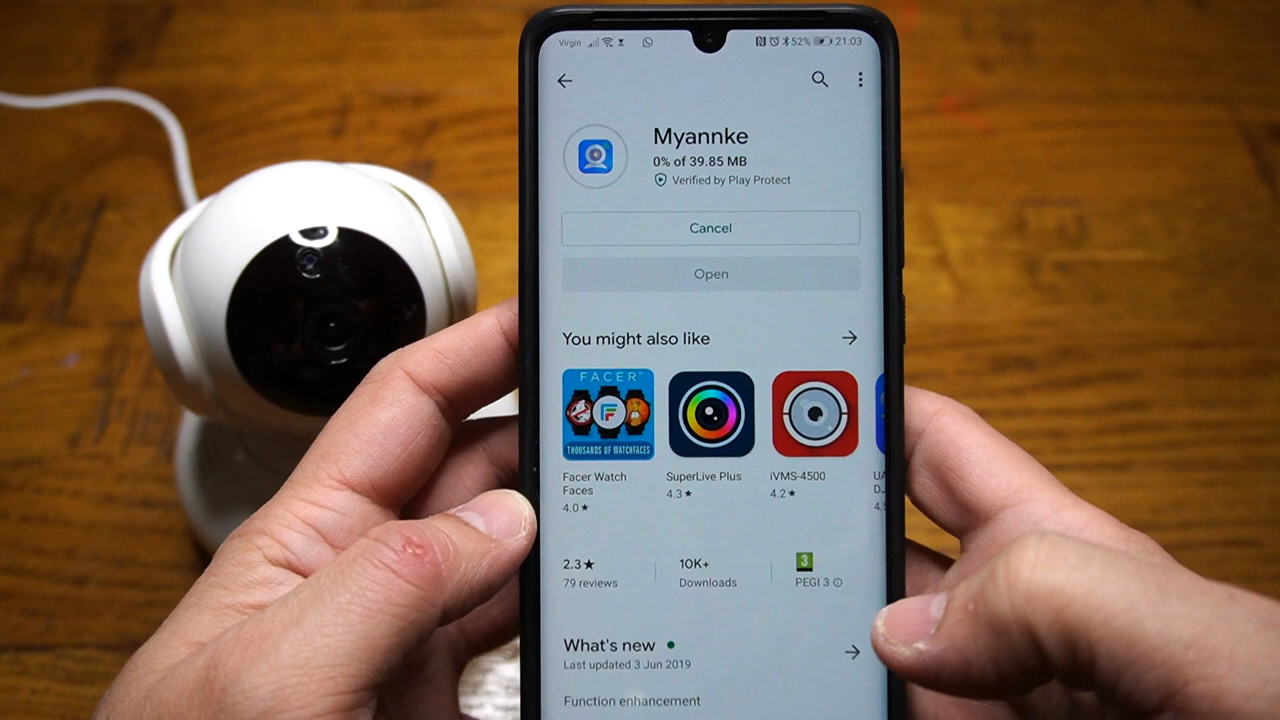 Virgin
52% 21:03
Myannke
0% of 39.85 MB
Verified by Play Protect
Cancel
Open
You might also like
FACER™
THOUSANDS OF WATCHFACES
Facer Watch
Faces
4.0★
SuperLive Plus
4.3★
iVMS-4500
4.2★
2.3★
79 reviews
10K+
Downloads
3
PEGI 3
What's new
Last updated 3 Jun 2019
Function enhancement